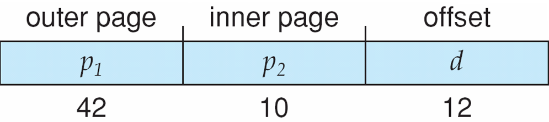 outer page inner page offset
p1 p2 d
42 10 12